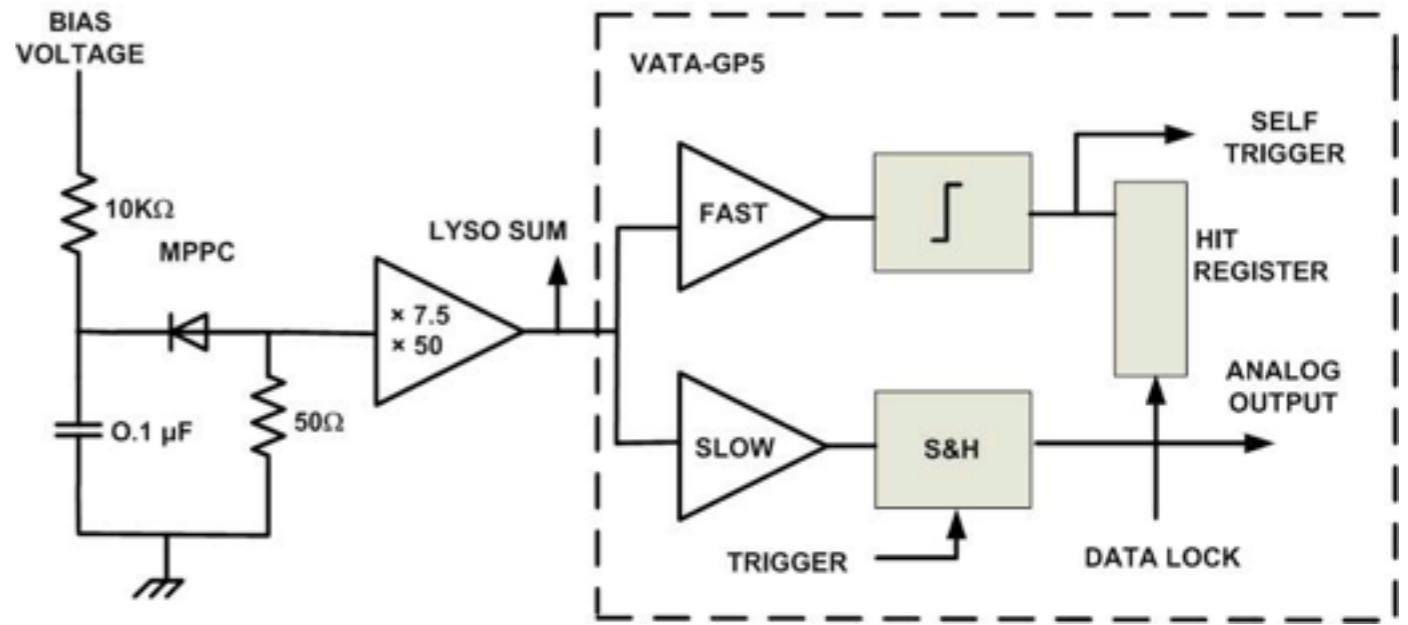 BIAS
VOLTAGE
VATA-GP5
SELF
TRIGGER
10KΩ
FAST
LYSO SUM
MPPC
HIT
REGISTER
× 7.5
× 50
ANALOG
OUTPUT
O.1 µF
50Ω
SLOW
S&H
TRIGGER
DATA LOCK